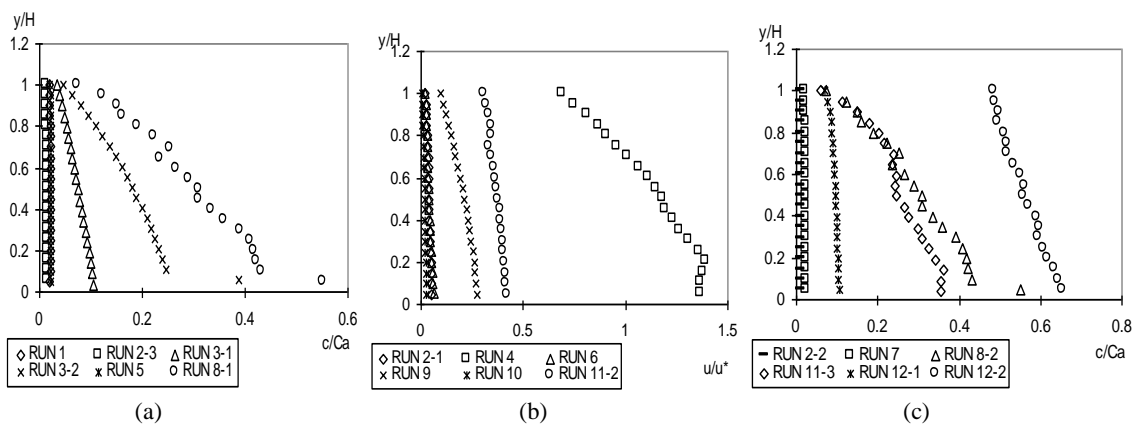 y/H
1.2
1
0.8
0.6
0.4
0.2
0
0 0.2 0.4 0.6
c/Ca
RUN 1 RUN 2-3 RUN 3-1
RUN 3-2 RUN 5 RUN 8-1
(a)
y/H
1.2
1
0.8
0.6
0.4
0.2
0
0 0.5 1 1.5
u/u*
RUN 2-1 RUN 4 RUN 6
RUN 9 RUN 10 RUN 11-2
(b)
y/H
1.2
1
0.8
0.6
0.4
0.2
0
0 0.2 0.4 0.6 0.8
c/Ca
RUN 2-2 RUN 7 RUN 8-2
RUN 11-3 RUN 12-1 RUN 12-2
(c)